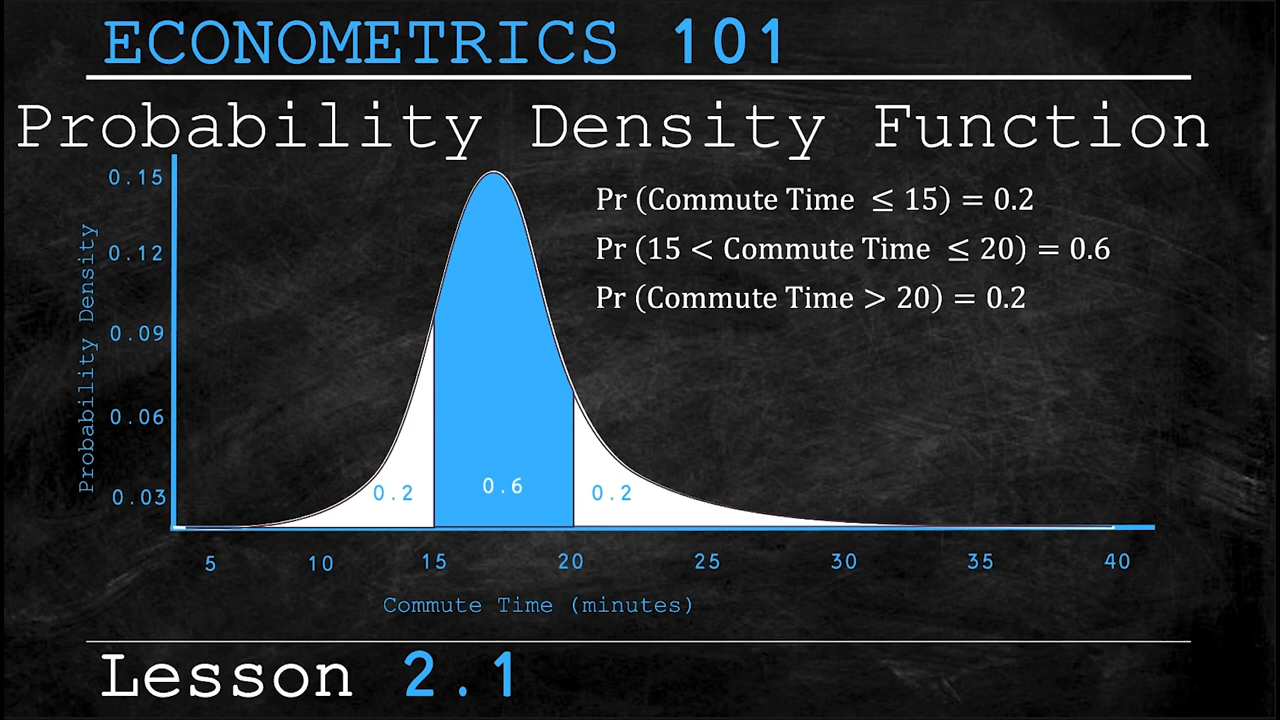 ECONOMETRICS 101
Probability Density Function
0.15
0.12
0.09
0.06
0.03
Probability Density
Pr (Commute Time ≤ 15) = 0.2
Pr (15 < Commute Time ≤ 20) = 0.6
Pr (Commute Time > 20) = 0.2
0.2 0.6 0.2
5 10 15 20 25 30 35 40
Commute Time (minutes)
Lesson 2.1